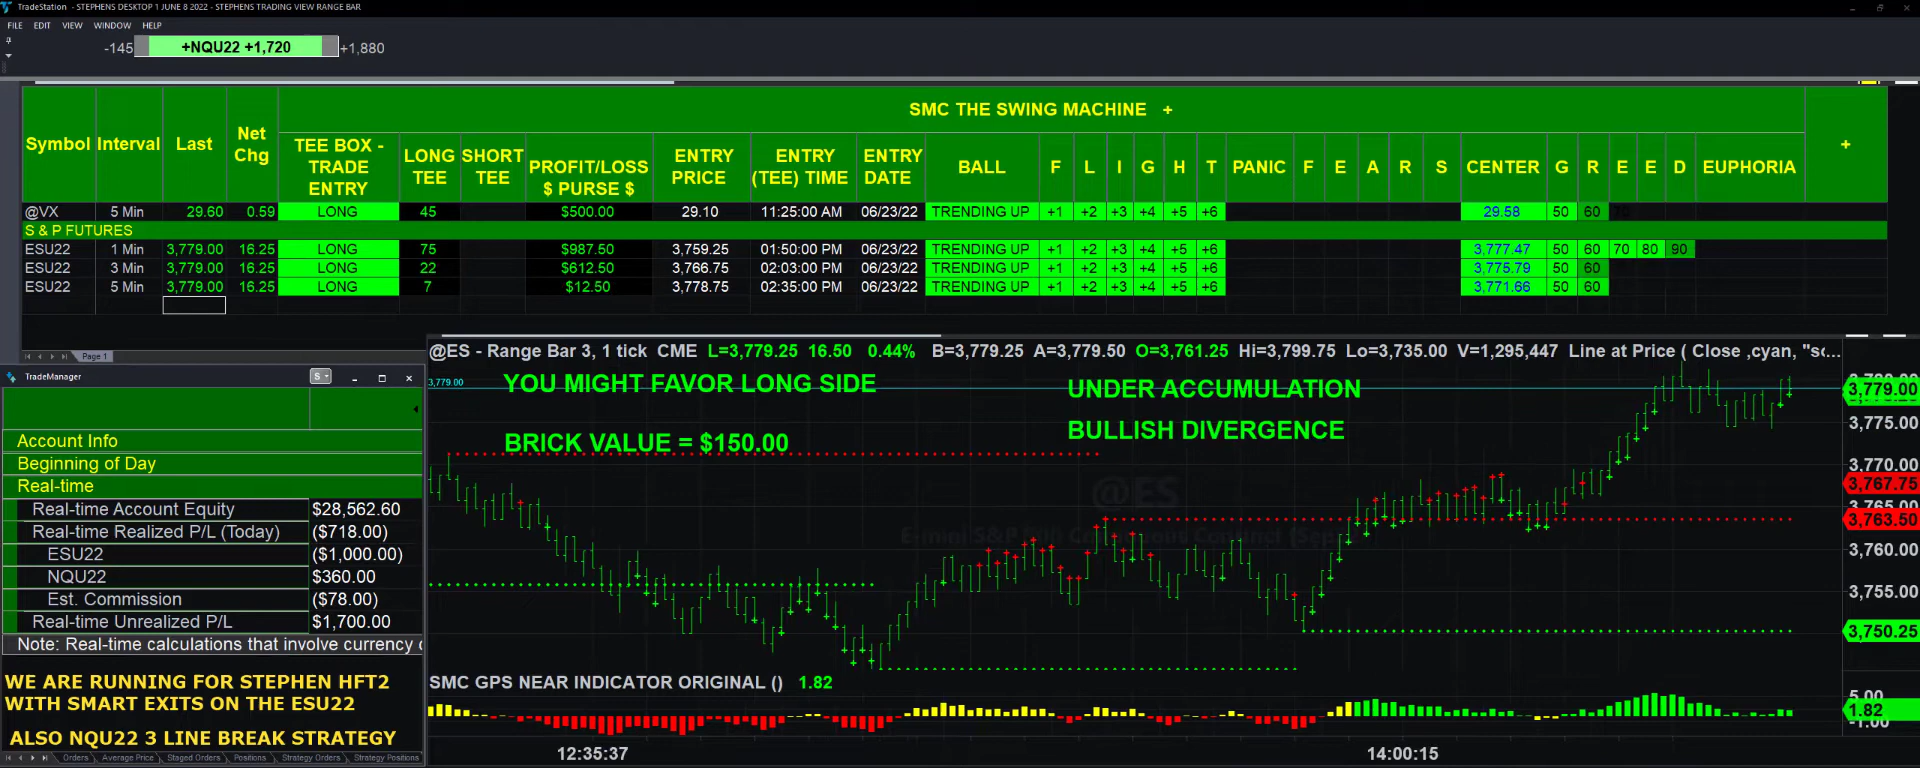 TradeStation - STEPHENS DESKTOP 1 JUNE 8 2022 - STEPHENS TRADING VIEW RANGE BAR
FILE EDIT VIEW WINDOW HELP
-145 +NQU22 +1,720 +1,880
SMC THE SWING MACHINE +
Symbol Interval Last Net Chg TEE BOX - TRADE ENTRY LONG TEE SHORT TEE PROFIT/LOSS $ PURSE $ ENTRY PRICE ENTRY (TEE) TIME ENTRY DATE BALL F L I G H T PANIC F E A R S CENTER G R E E D EUPHORIA +
@VX 5 Min 29.60 0.59 LONG 45 $500.00 29.10 11:25:00 AM 06/23/22 TRENDING UP +1 +2 +3 +4 +5 +6 29.58 50 60 70
S & P FUTURES
ESU22 1 Min 3,779.00 16.25 LONG 75 $987.50 3,759.25 01:50:00 PM 06/23/22 TRENDING UP +1 +2 +3 +4 +5 +6 3,777.47 50 60 70 80 90
ESU22 3 Min 3,779.00 16.25 LONG 22 $612.50 3,766.75 02:03:00 PM 06/23/22 TRENDING UP +1 +2 +3 +4 +5 +6 3,775.79 50 60
ESU22 5 Min 3,779.00 16.25 LONG 7 $12.50 3,778.75 02:35:00 PM 06/23/22 TRENDING UP +1 +2 +3 +4 +5 +6 3,771.66 50 60
Page 1
@ES - Range Bar 3, 1 tick CME L=3,779.25 16.50 0.44% B=3,779.25 A=3,779.50 O=3,761.25 Hi=3,799.75 Lo=3,735.00 V=1,295,447 Line at Price ( Close ,cyan, "sc...
TradeManager S
3,779.00
YOU MIGHT FAVOR LONG SIDE
UNDER ACCUMULATION
BRICK VALUE = $150.00
BULLISH DIVERGENCE
@ES
3,779.00
3,775.00
3,770.00
3,767.75
3,765.00
3,763.50
3,760.00
3,755.00
3,750.25
Account Info
Beginning of Day
Real-time
Real-time Account Equity $28,562.60
Real-time Realized P/L (Today) ($718.00)
ESU22 ($1,000.00)
NQU22 $360.00
Est. Commission ($78.00)
Real-time Unrealized P/L $1,700.00
Note: Real-time calculations that involve currency c
WE ARE RUNNING FOR STEPHEN HFT2
WITH SMART EXITS ON THE ESU22
ALSO NQU22 3 LINE BREAK STRATEGY
Orders Average Price Staged Orders Positions Strategy Orders Strategy Positions
SMC GPS NEAR INDICATOR ORIGINAL () 1.82
5.00
1.82
-1.00
12:35:37 14:00:15